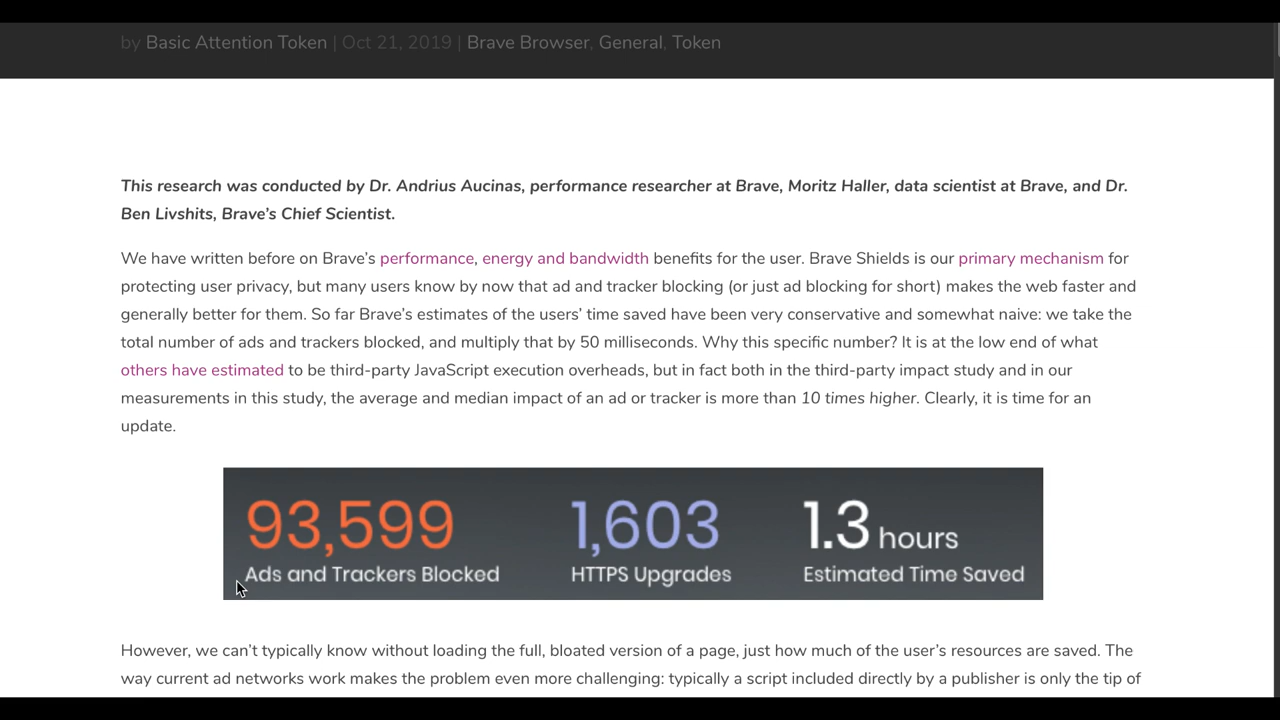 by Basic Attention Token | Oct 21, 2019 | Brave Browser, General, Token
This research was conducted by Dr. Andrius Aucinas, performance researcher at Brave, Moritz Haller, data scientist at Brave, and Dr.
Ben Livshits, Brave’s Chief Scientist.
We have written before on Brave’s performance, energy and bandwidth benefits for the user. Brave Shields is our primary mechanism for
protecting user privacy, but many users know by now that ad and tracker blocking (or just ad blocking for short) makes the web faster and
generally better for them. So far Brave’s estimates of the users’ time saved have been very conservative and somewhat naive: we take the
total number of ads and trackers blocked, and multiply that by 50 milliseconds. Why this specific number? It is at the low end of what
others have estimated to be third-party JavaScript execution overheads, but in fact both in the third-party impact study and in our
measurements in this study, the average and median impact of an ad or tracker is more than 10 times higher. Clearly, it is time for an
update.
93,599 1,603 1.3 hours
Ads and Trackers Blocked HTTPS Upgrades Estimated Time Saved
However, we can’t typically know without loading the full, bloated version of a page, just how much of the user’s resources are saved. The
way current ad networks work makes the problem even more challenging: typically a script included directly by a publisher is only the tip of